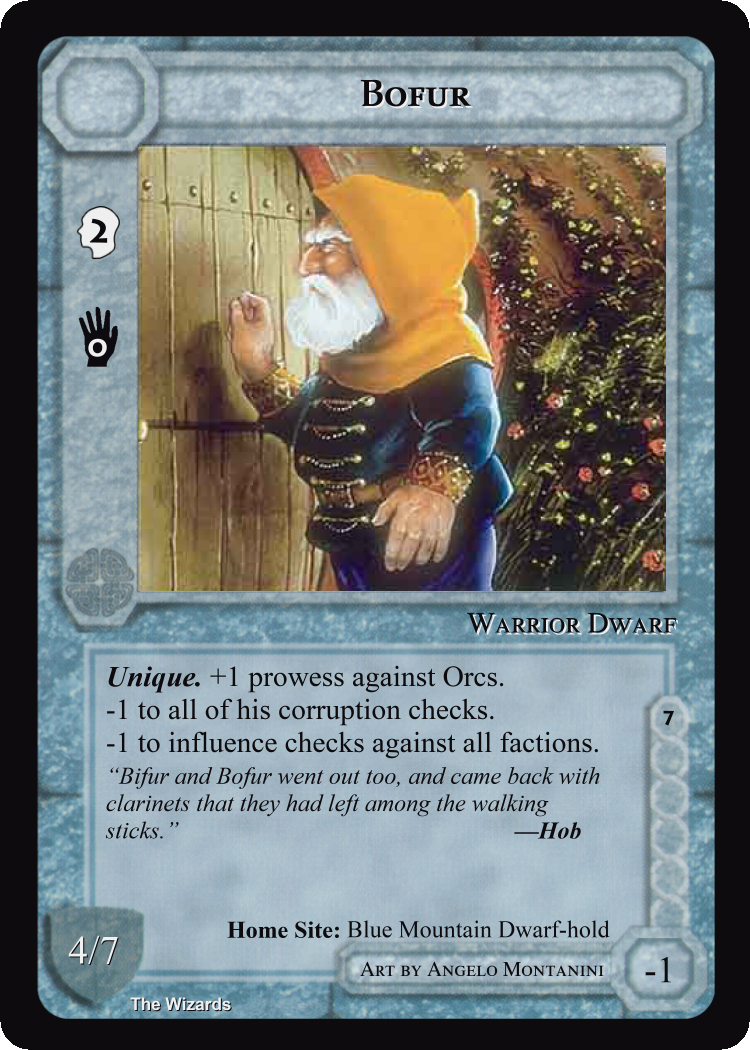 Bofur
2
0
Warrior Dwarf
Unique. +1 prowess against Orcs.
-1 to all of his corruption checks.
-1 to influence checks against all factions.
“Bifur and Bofur went out too, and came back with
clarinets that they had left among the walking
sticks.” —Hob
7
Home Site: Blue Mountain Dwarf-hold
4/7
Art by Angelo Montanini
-1
The Wizards